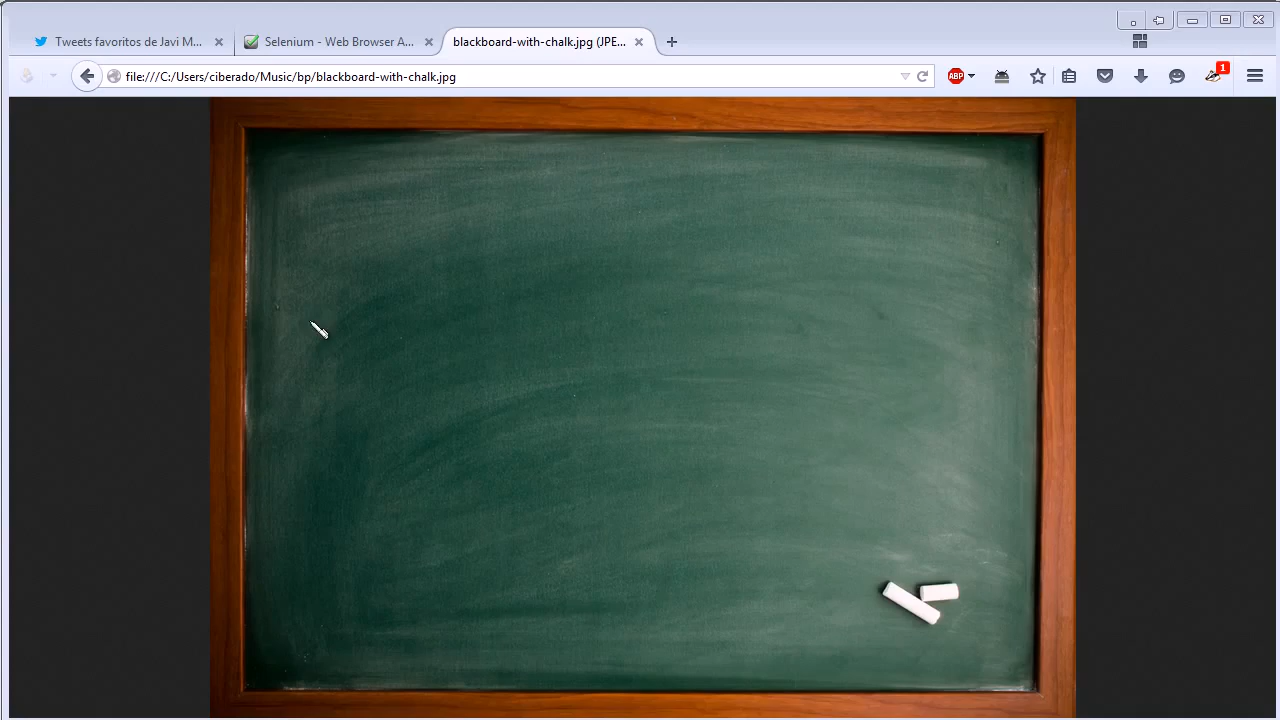 Tweets favoritos de Javi M...
Selenium - Web Browser A...
blackboard-with-chalk.jpg (JPE...
file:///C:/Users/ciberado/Music/bp/blackboard-with-chalk.jpg
ABP
1